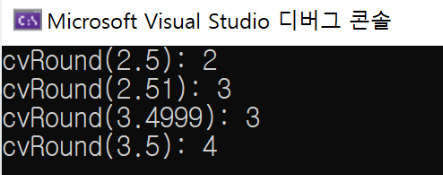 Microsoft Visual Studio 디버그 콘솔
cvRound(2.5): 2
cvRound(2.51): 3
cvRound(3.4999): 3
cvRound(3.5): 4